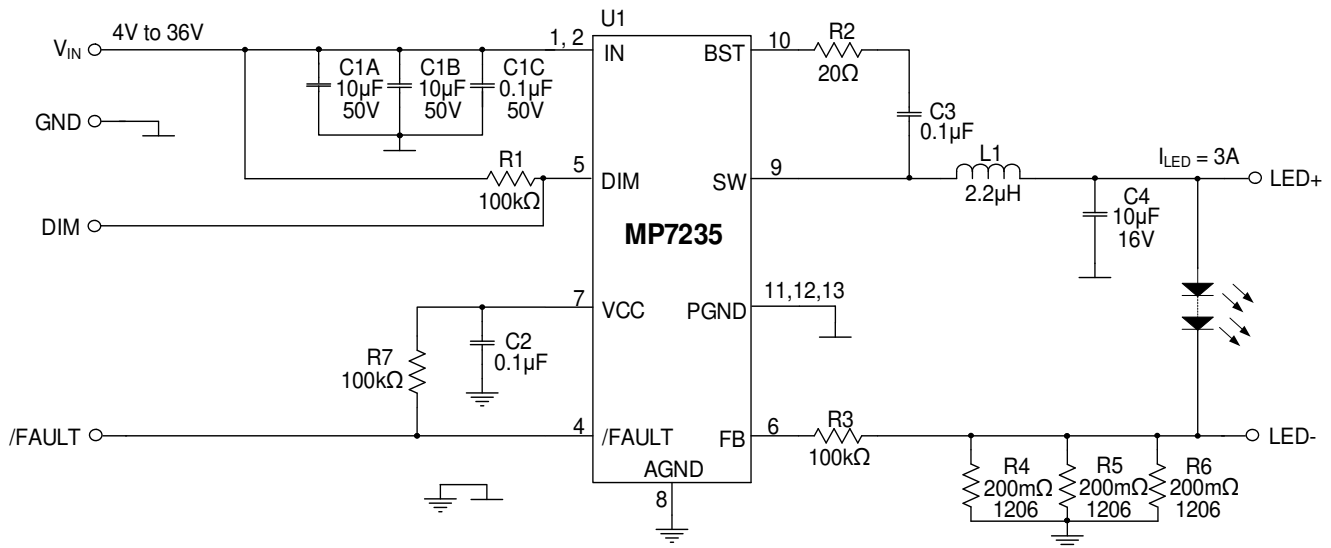 U1
V_IN
4V to 36V
1, 2
IN
BST
10
R2
20Ω
C1A
10µF
50V
C1B
10µF
50V
C1C
0.1µF
50V
C3
0.1µF
GND
R1
100kΩ
5
DIM
SW
9
L1
2.2µH
I_LED = 3A
LED+
DIM
MP7235
C4
10µF
16V
7
VCC
PGND
11,12,13
R7
100kΩ
C2
0.1µF
/FAULT
4
/FAULT
FB
6
R3
100kΩ
LED-
AGND
8
R4
200mΩ
1206
R5
200mΩ
1206
R6
200mΩ
1206